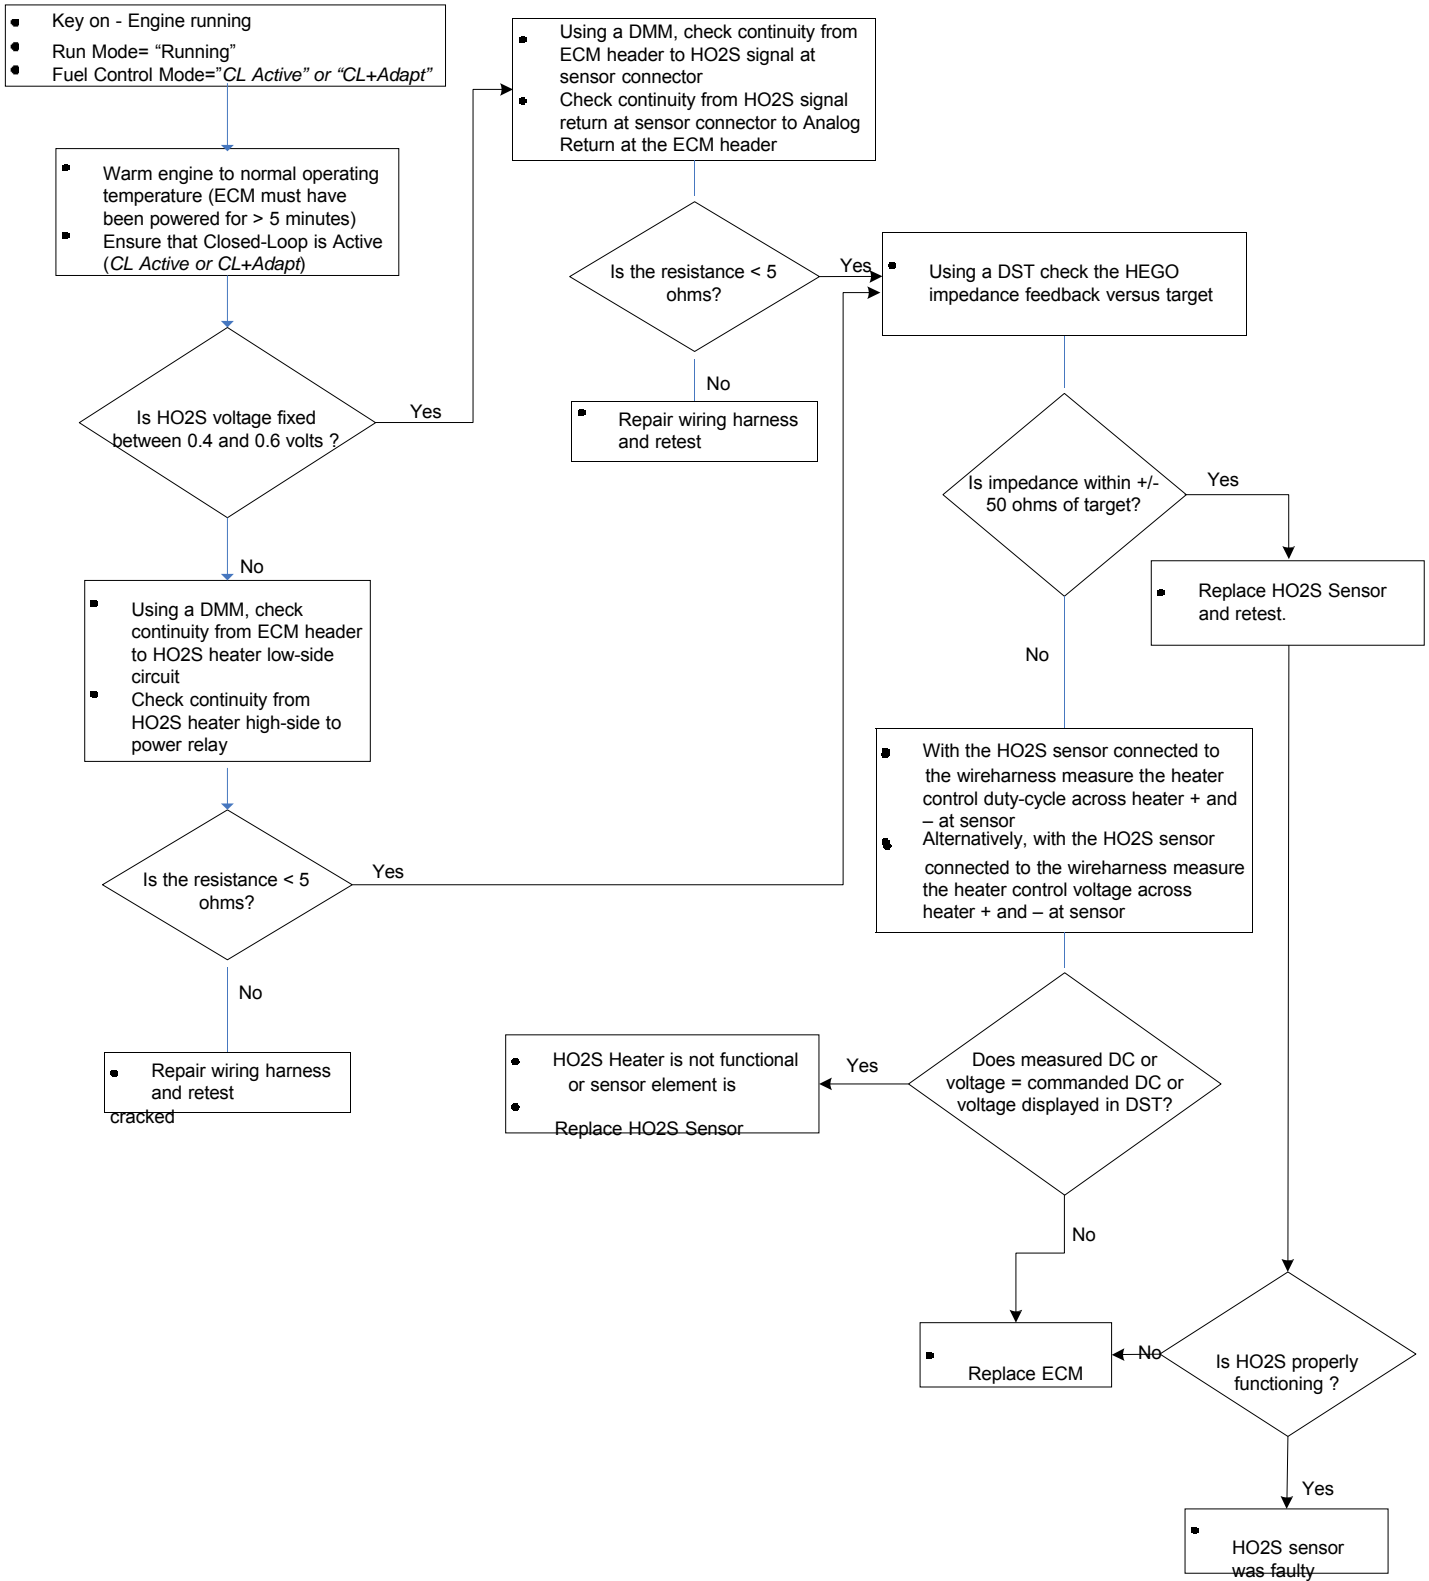 Key on - Engine running
Run Mode= “Running”
Fuel Control Mode=”CL Active” or “CL+Adapt”
Warm engine to normal operating
temperature (ECM must have
been powered for > 5 minutes)
Ensure that Closed-Loop is Active
(CL Active or CL+Adapt)
Is HO2S voltage fixed
between 0.4 and 0.6 volts ?
Yes
No
Using a DMM, check
continuity from ECM header
to HO2S heater low-side
circuit
Check continuity from
HO2S heater high-side to
power relay
Is the resistance < 5
ohms?
Yes
No
Repair wiring harness
and retest
cracked
Using a DMM, check continuity from
ECM header to HO2S signal at
sensor connector
Check continuity from HO2S signal
return at sensor connector to Analog
Return at the ECM header
Is the resistance < 5
ohms?
Yes
No
Repair wiring harness
and retest
Using a DST check the HEGO
impedance feedback versus target
Is impedance within +/-
50 ohms of target?
Yes
No
Replace HO2S Sensor
and retest.
With the HO2S sensor connected to
the wireharness measure the heater
control duty-cycle across heater + and
– at sensor
Alternatively, with the HO2S sensor
connected to the wireharness measure
the heater control voltage across
heater + and – at sensor
Does measured DC or
voltage = commanded DC or
voltage displayed in DST?
Yes
No
HO2S Heater is not functional
or sensor element is
Replace HO2S Sensor
Replace ECM
No
Is HO2S properly
functioning ?
Yes
HO2S sensor
was faulty